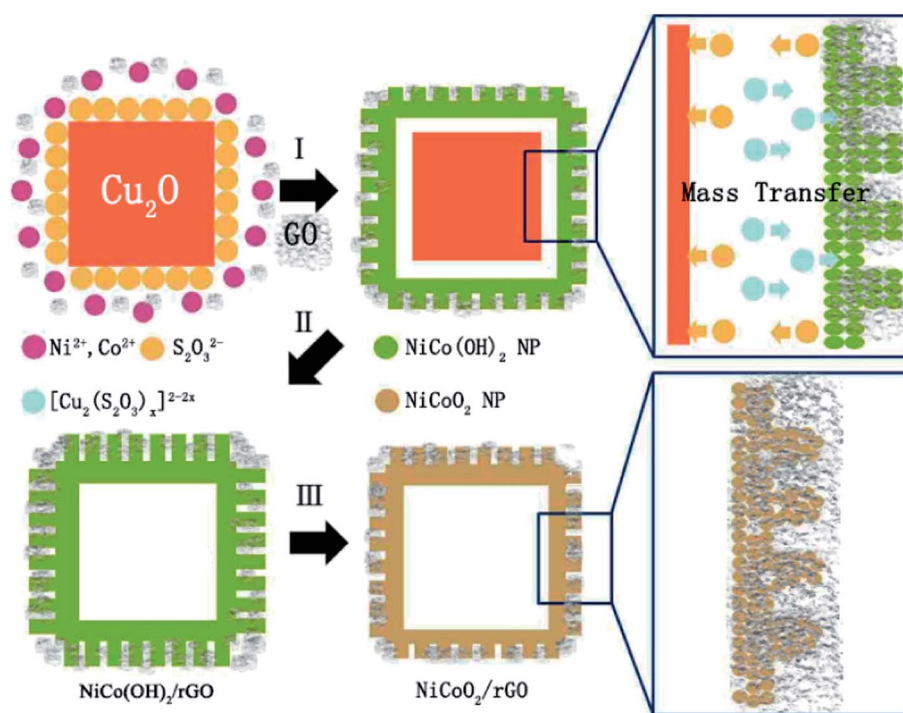 Cu₂O
I
GO
Mass Transfer
Ni²⁺, Co²⁺
S₂O₃²⁻
[Cu₂(S₂O₃)ₓ]²⁻²ˣ
II
NiCo(OH)₂ NP
NiCoO₂ NP
III
NiCo(OH)₂/rGO
NiCoO₂/rGO